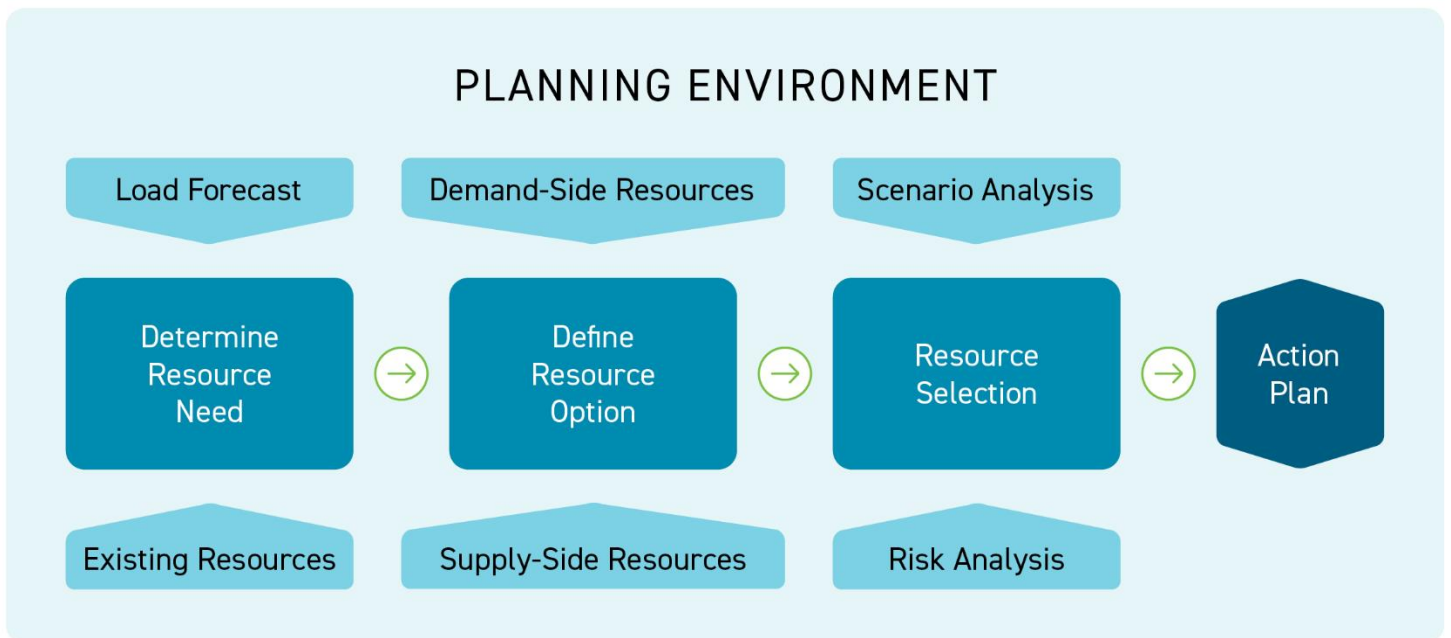 PLANNING ENVIRONMENT
Load Forecast
Demand-Side Resources
Scenario Analysis
Determine
Resource
Need
Define
Resource
Option
Resource
Selection
Action
Plan
Existing Resources
Supply-Side Resources
Risk Analysis